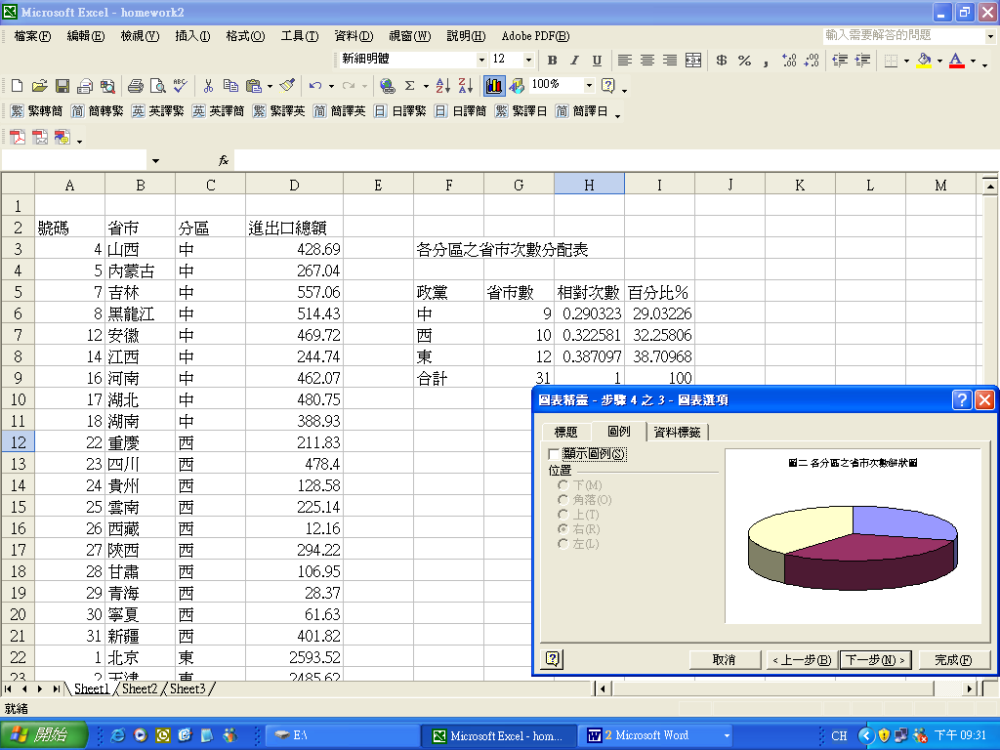 Microsoft Excel - homework2
檔案(F) 編輯(E) 檢視(V) 插入(I) 格式(O) 工具(T) 資料(D) 視窗(W) 說明(H) Adobe PDF(B) 輸入需要解答的問題
新細明體 12 B I U $ % ,
Σ 100%
繁轉簡 簡轉繁 英譯繁 英譯簡 繁譯英 簡譯英 日譯繁 日譯簡 繁譯日 簡譯日
fx
A B C D E F G H I J K L M
1
2 號碼 省市 分區 進出口總額
3 4 山西 中 428.69 各分區之省市次數分配表
4 5 內蒙古 中 267.04
5 7 吉林 中 557.06 政黨 省市數 相對次數 百分比%
6 8 黑龍江 中 514.43 中 9 0.290323 29.03226
7 12 安徽 中 469.72 西 10 0.322581 32.25806
8 14 江西 中 244.74 東 12 0.387097 38.70968
9 16 河南 中 462.07 合計 31 1 100
10 17 湖北 中 480.75
11 18 湖南 中 388.93
12 22 重慶 西 211.83
13 23 四川 西 478.4
14 24 貴州 西 128.58
15 25 雲南 西 225.14
16 26 西藏 西 12.16
17 27 陝西 西 294.22
18 28 甘肅 西 106.95
19 29 青海 西 28.37
20 30 寧夏 西 61.63
21 31 新疆 西 401.82
22 1 北京 東 2593.52
23 2 天津 東 2485.62
圖表精靈 - 步驟 4 之 3 - 圖表選項
標題 圖例 資料標籤
顯示圖例(S)
位置
下(M)
角落(O)
上(T)
右(R)
左(L)
圖二 各分區之省市次數餅狀圖
取消 < 上一步(B) 下一步(N) > 完成(F)
Sheet1 Sheet2 Sheet3
就緒
開始 E:\ Microsoft Excel - hom... 2 Microsoft Word CH 下午 09:31